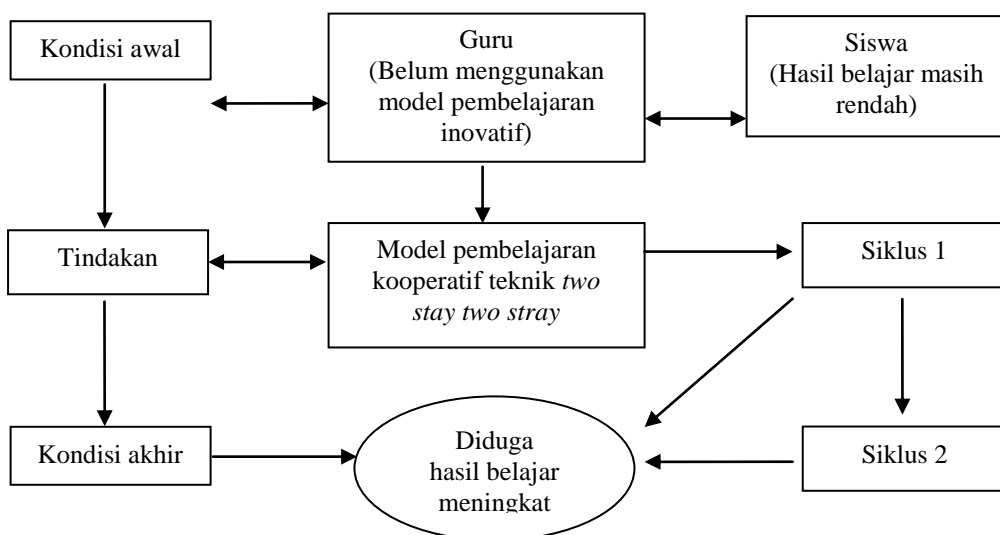 Kondisi awal
Guru
(Belum menggunakan
model pembelajaran
inovatif)
Siswa
(Hasil belajar masih
rendah)
Tindakan
Model pembelajaran
kooperatif teknik two
stay two stray
Siklus 1
Kondisi akhir
Diduga
hasil belajar
meningkat
Siklus 2